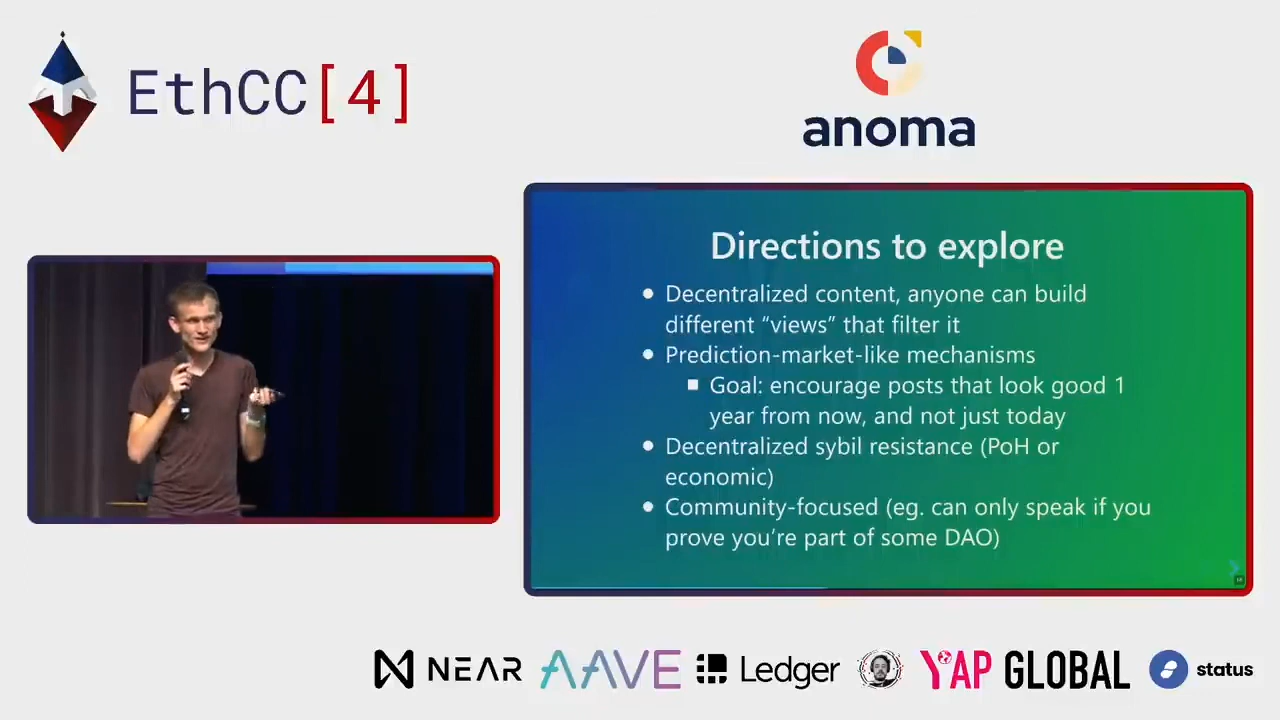 EthCC[4]
anoma
Directions to explore
• Decentralized content, anyone can build
different “views” that filter it
• Prediction-market-like mechanisms
▪ Goal: encourage posts that look good 1
year from now, and not just today
• Decentralized sybil resistance (PoH or
economic)
• Community-focused (eg. can only speak if you
prove you’re part of some DAO)
NEAR AAVE Ledger YAP GLOBAL status